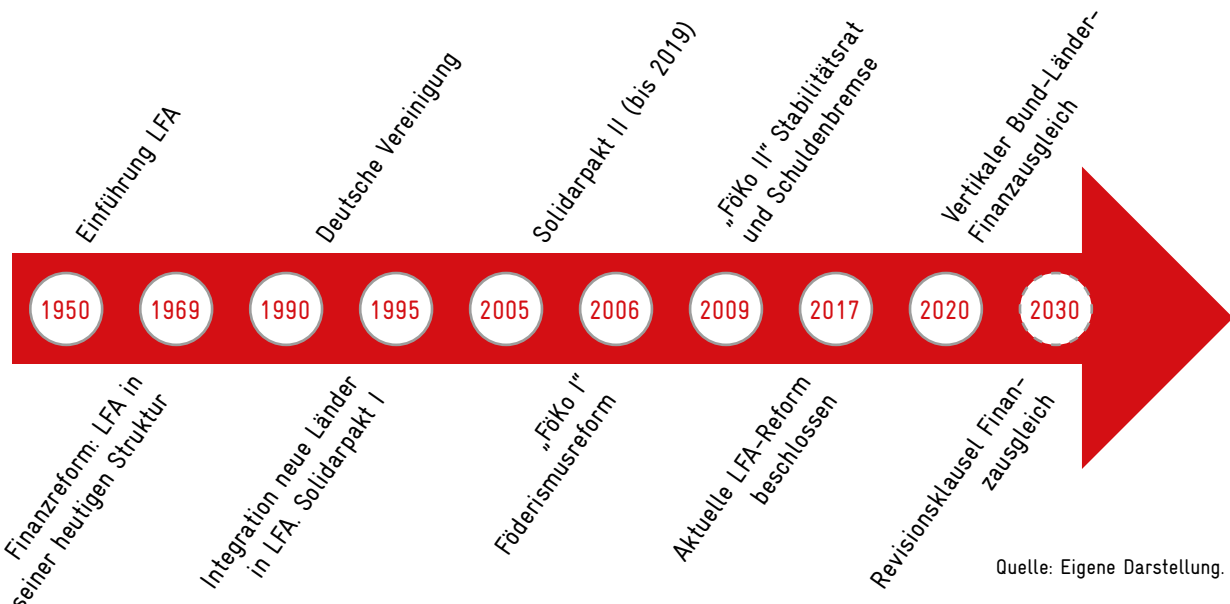 Einführung LFA
Deutsche Vereinigung
Solidarpakt II (bis 2019)
„FöKo II“ Stabilitätsrat
und Schuldenbremse
Vertikaler Bund-Länder-
Finanzausgleich
1950
1969
1990
1995
2005
2006
2009
2017
2020
2030
Finanzreform: LFA in
seiner heutigen Struktur
Integration neue Länder
in LFA. Solidarpakt I
„FöKo I“
Föderismusreform
Aktuelle LFA-Reform
beschlossen
Revisionsklausel Finan-
zausgleich
Quelle: Eigene Darstellung.